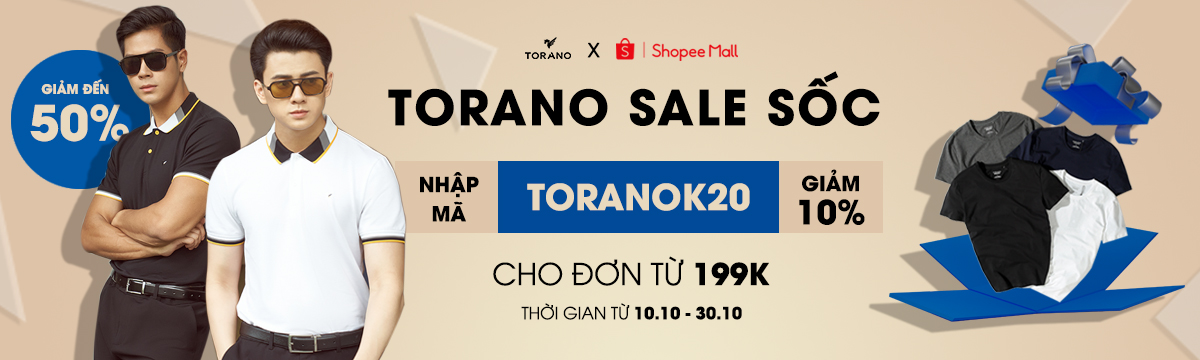 GIẢM ĐẾN
50%
TORANO X Shopee Mall
TORANO SALE SỐC
NHẬP MÃ
TORANOK20
GIẢM 10%
CHO ĐƠN TỪ 199K
THỜI GIAN TỪ 10.10 - 30.10